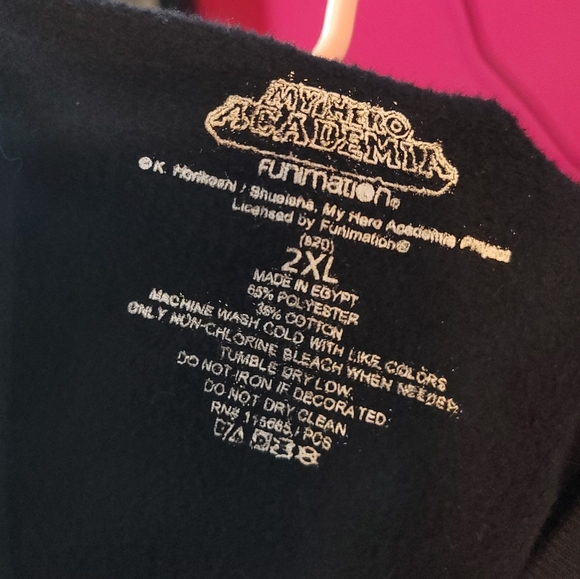 MY HERO
ACADEMIA
FUNIMATION®
© K. Horikoshi / Shueisha, My Hero Academia Project
Licensed by Funimation®
(820)
2XL
MADE IN EGYPT
65% POLYESTER
35% COTTON
MACHINE WASH COLD WITH LIKE COLORS
ONLY NON-CHLORINE BLEACH WHEN NEEDED.
TUMBLE DRY LOW.
DO NOT IRON IF DECORATED.
DO NOT DRY CLEAN.
/ PCS